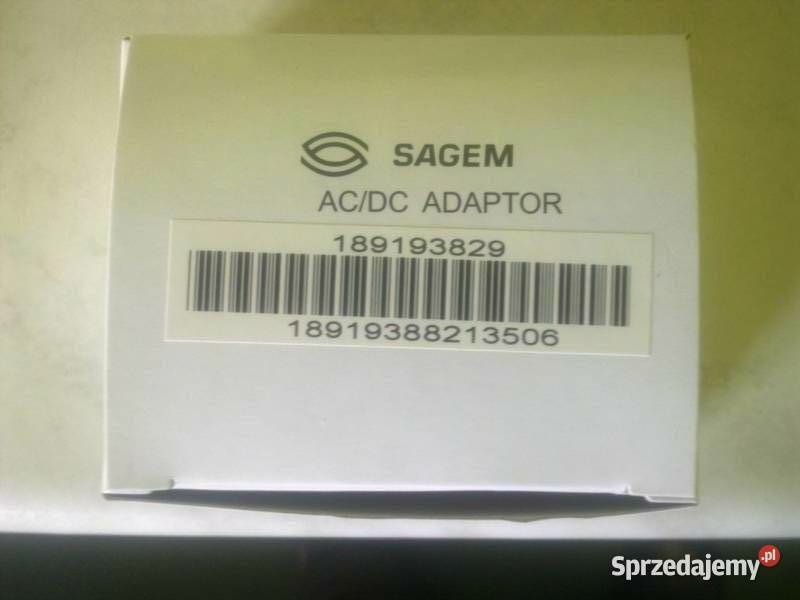 SAGEM
AC/DC ADAPTOR
189193829
18919388213506
Sprzedajemy.pl